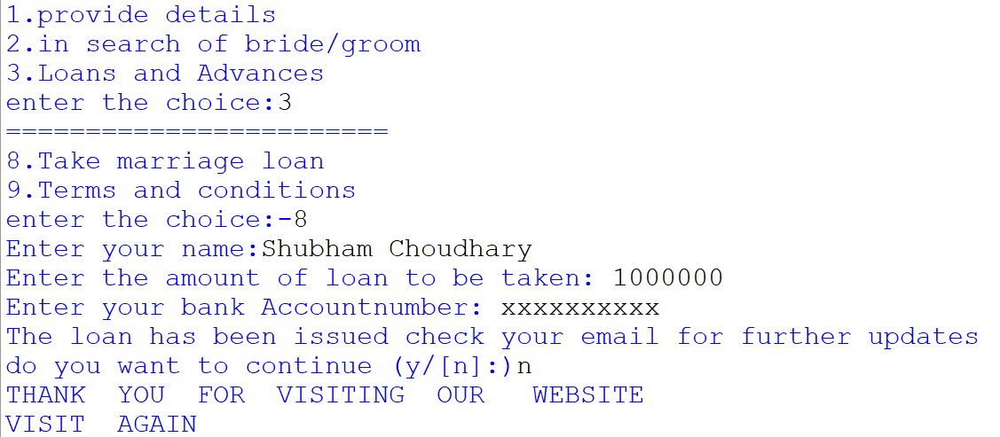 1.provide details
2.in search of bride/groom
3.Loans and Advances
enter the choice:3
========================
8.Take marriage loan
9.Terms and conditions
enter the choice:-8
Enter your name:Shubham Choudhary
Enter the amount of loan to be taken: 1000000
Enter your bank Accountnumber: xxxxxxxxxx
The loan has been issued check your email for further updates
do you want to continue (y/[n]:)n
THANK  YOU  FOR  VISITING  OUR   WEBSITE
VISIT  AGAIN